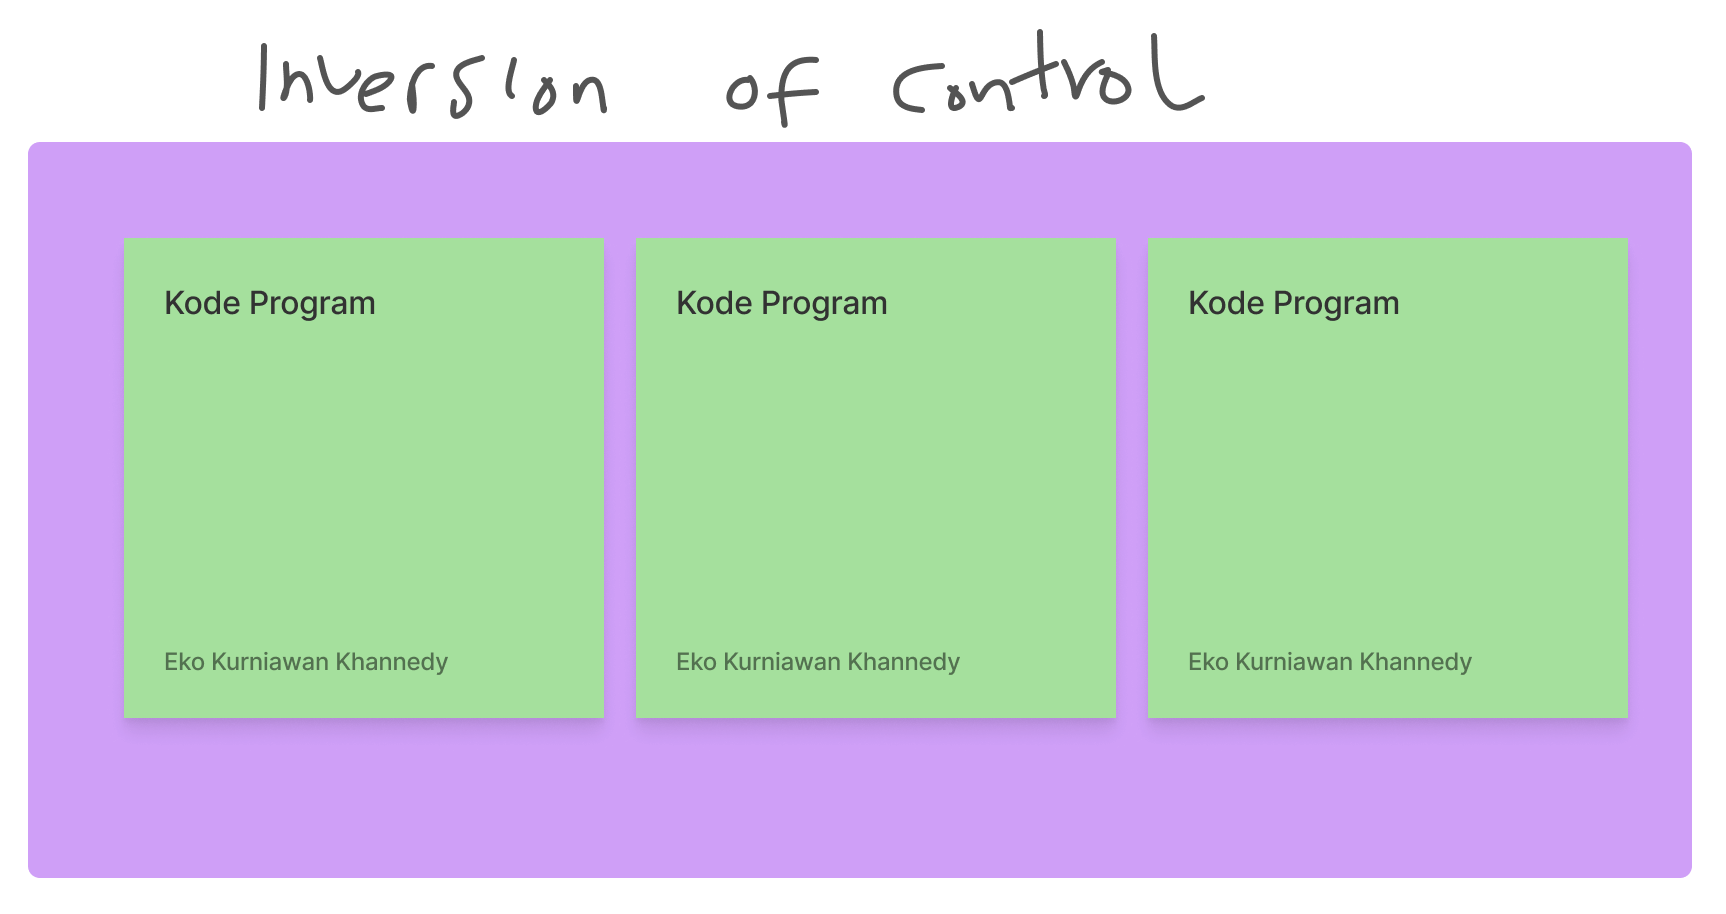 Inversion of Control
Kode Program
Kode Program
Kode Program
Eko Kurniawan Khannedy
Eko Kurniawan Khannedy
Eko Kurniawan Khannedy